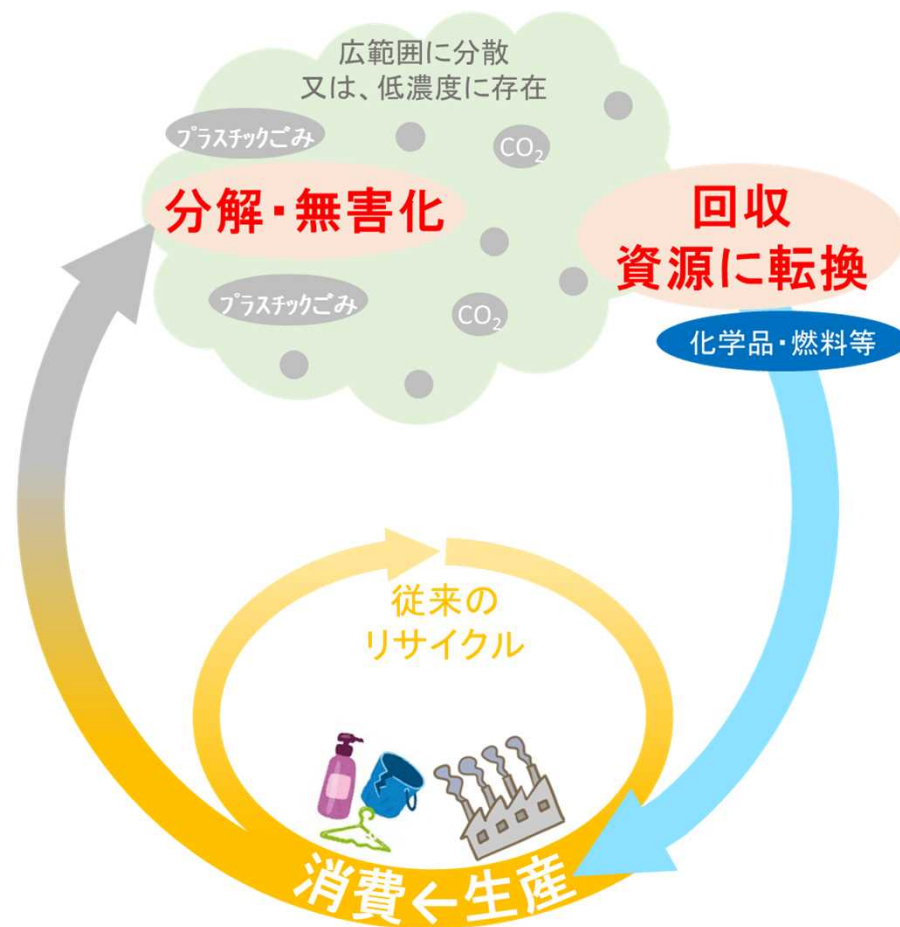 広範囲に分散
又は、低濃度に存在
プラスチックごみ
CO₂
分解・無害化
回収
資源に転換
プラスチックごみ
CO₂
化学品・燃料等
従来の
リサイクル
消費←生産